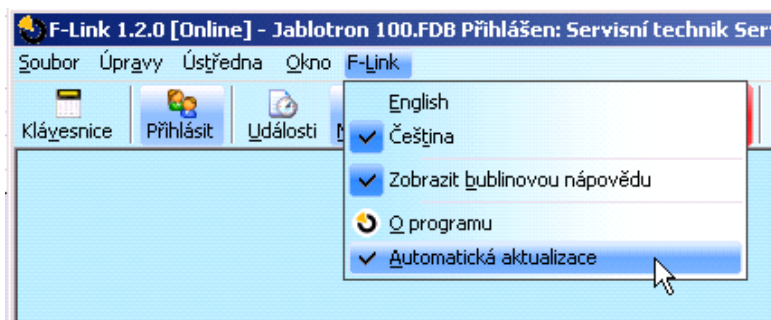 F-Link 1.2.0 [Online] - Jablotron 100.FDB Přihlášen: Servisní technik Ser
Soubor Úpravy Ústředna Okno F-Link
Klávesnice Přihlásit Události
English
Čeština
Zobrazit bublinovou nápovědu
O programu
Automatická aktualizace